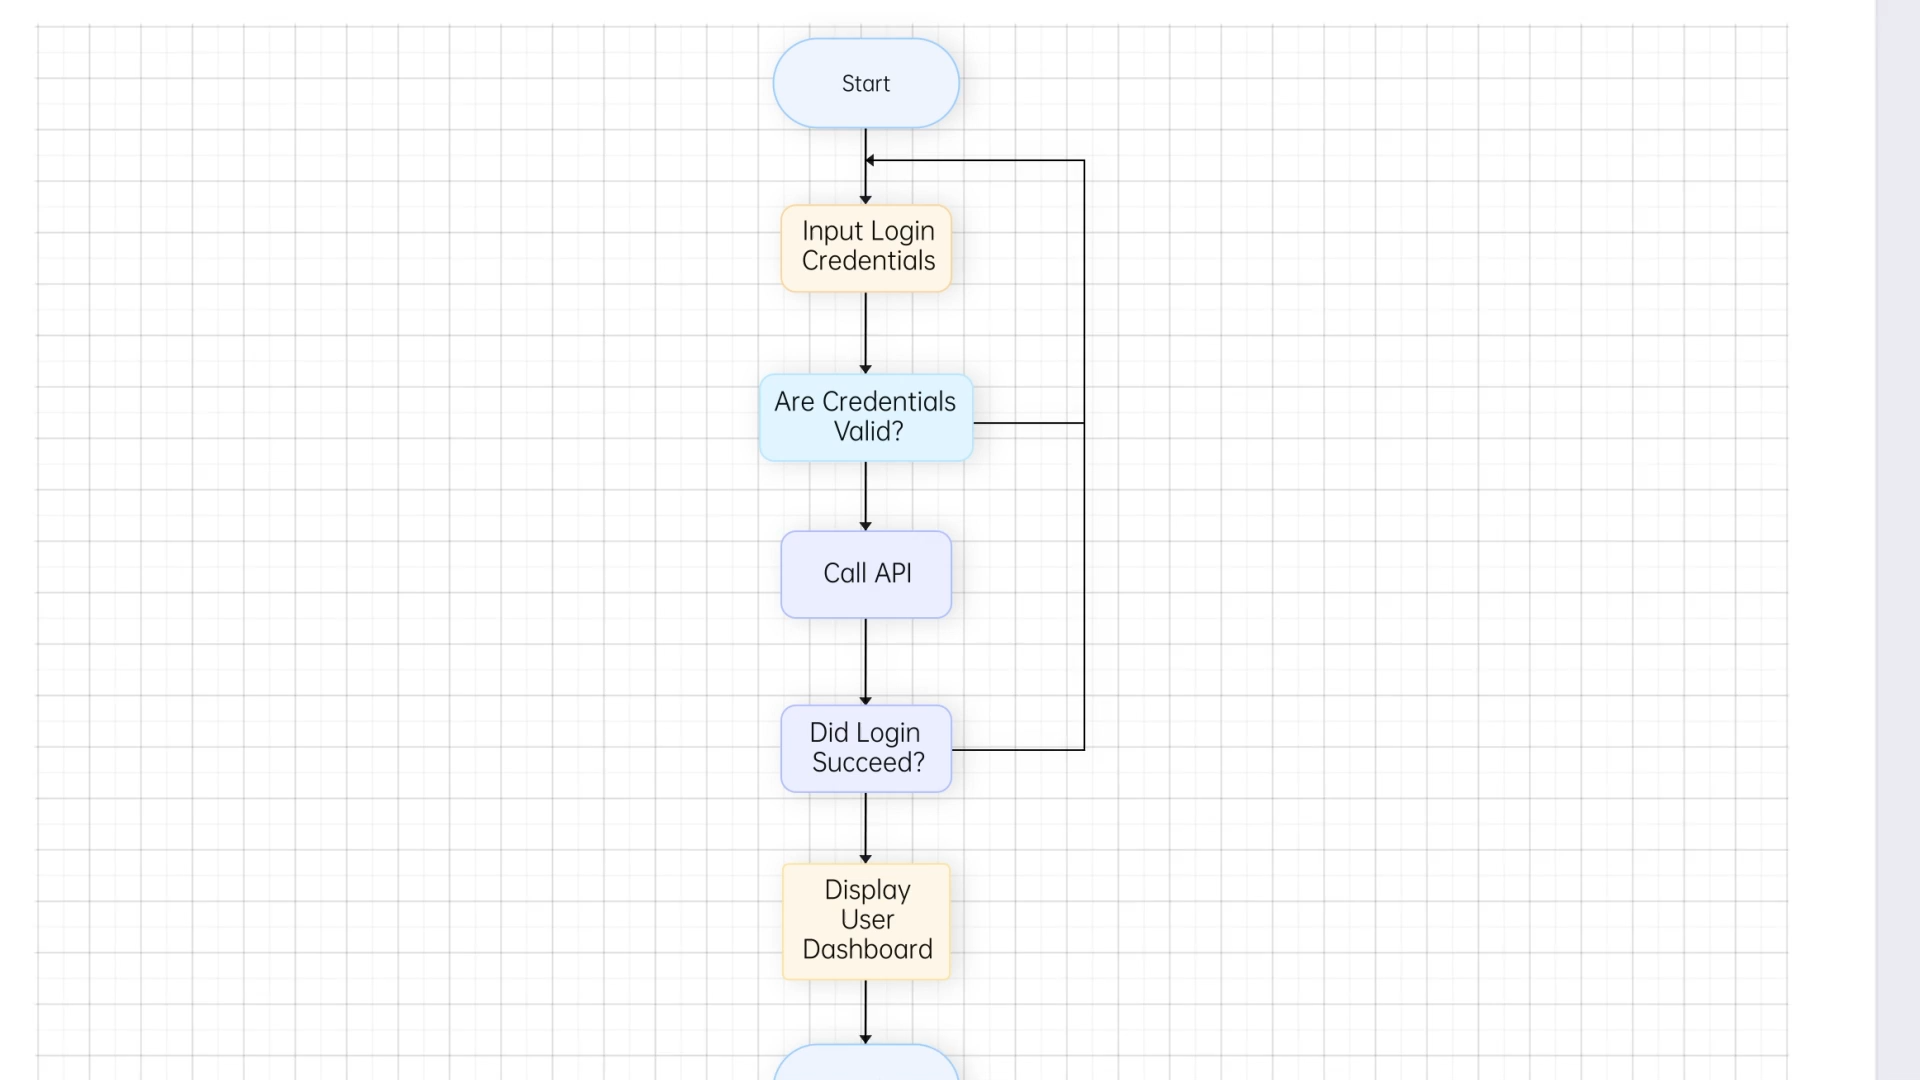 Start
Input Login
Credentials
Are Credentials
Valid?
Call API
Did Login
Succeed?
Display
User
Dashboard